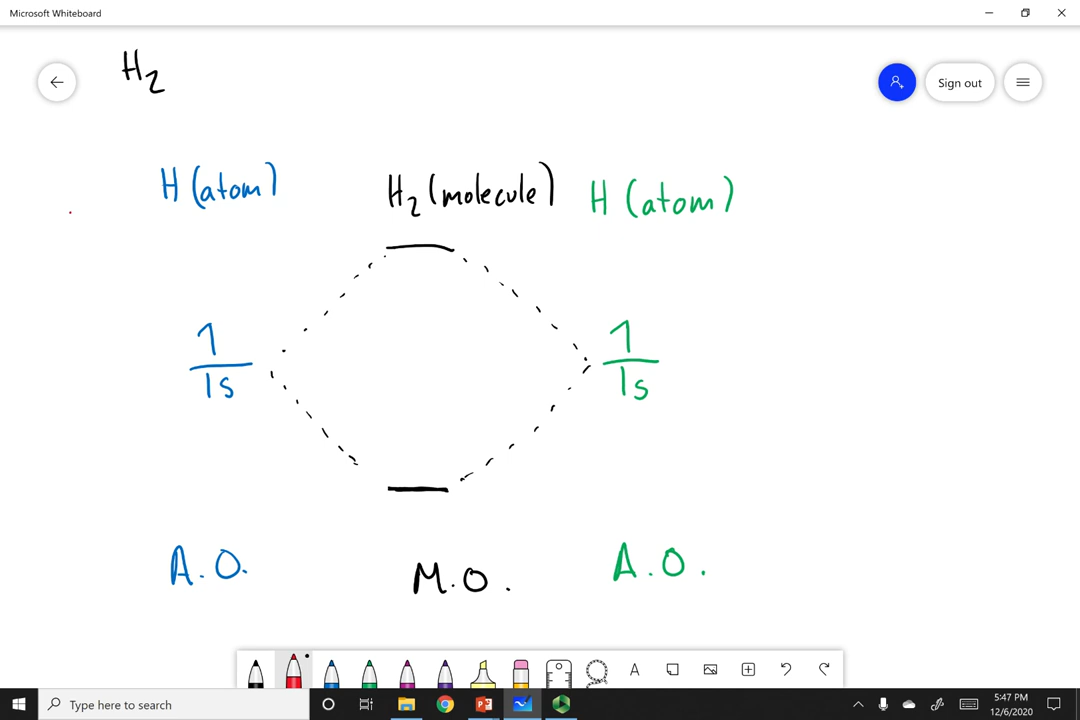 Microsoft Whiteboard
H2
Sign out
H (atom)
H2 (molecule)
H (atom)
1
1s
1
1s
A.O.
M.O.
A.O.
A
Type here to search
5:47 PM
12/6/2020